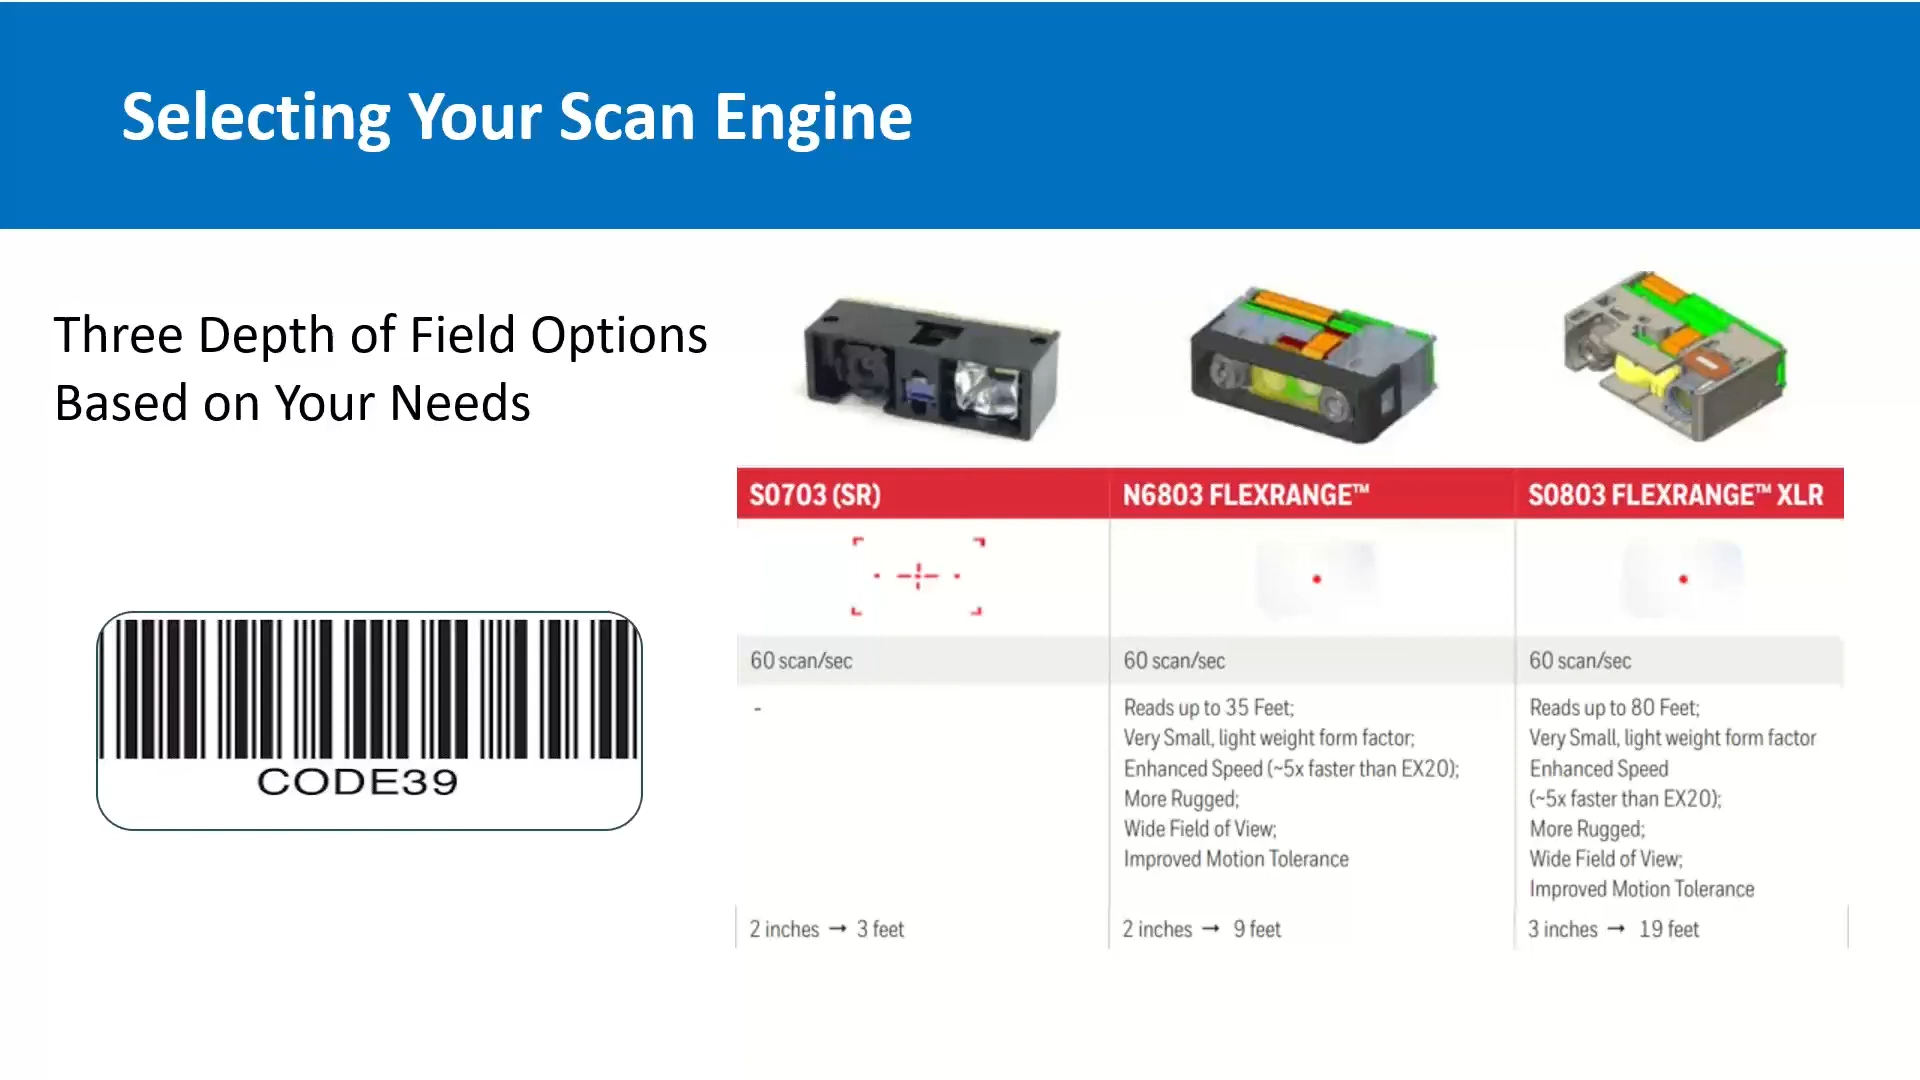 Selecting Your Scan Engine
Three Depth of Field Options
Based on Your Needs
CODE39
S0703 (SR)
N6803 FLEXRANGE™
S0803 FLEXRANGE™ XLR
60 scan/sec
60 scan/sec
60 scan/sec
-
Reads up to 35 Feet;
Very Small, light weight form factor;
Enhanced Speed (~5x faster than EX20);
More Rugged;
Wide Field of View;
Improved Motion Tolerance
Reads up to 80 Feet;
Very Small, light weight form factor
Enhanced Speed
(~5x faster than EX20);
More Rugged;
Wide Field of View;
Improved Motion Tolerance
2 inches → 3 feet
2 inches → 9 feet
3 inches → 19 feet